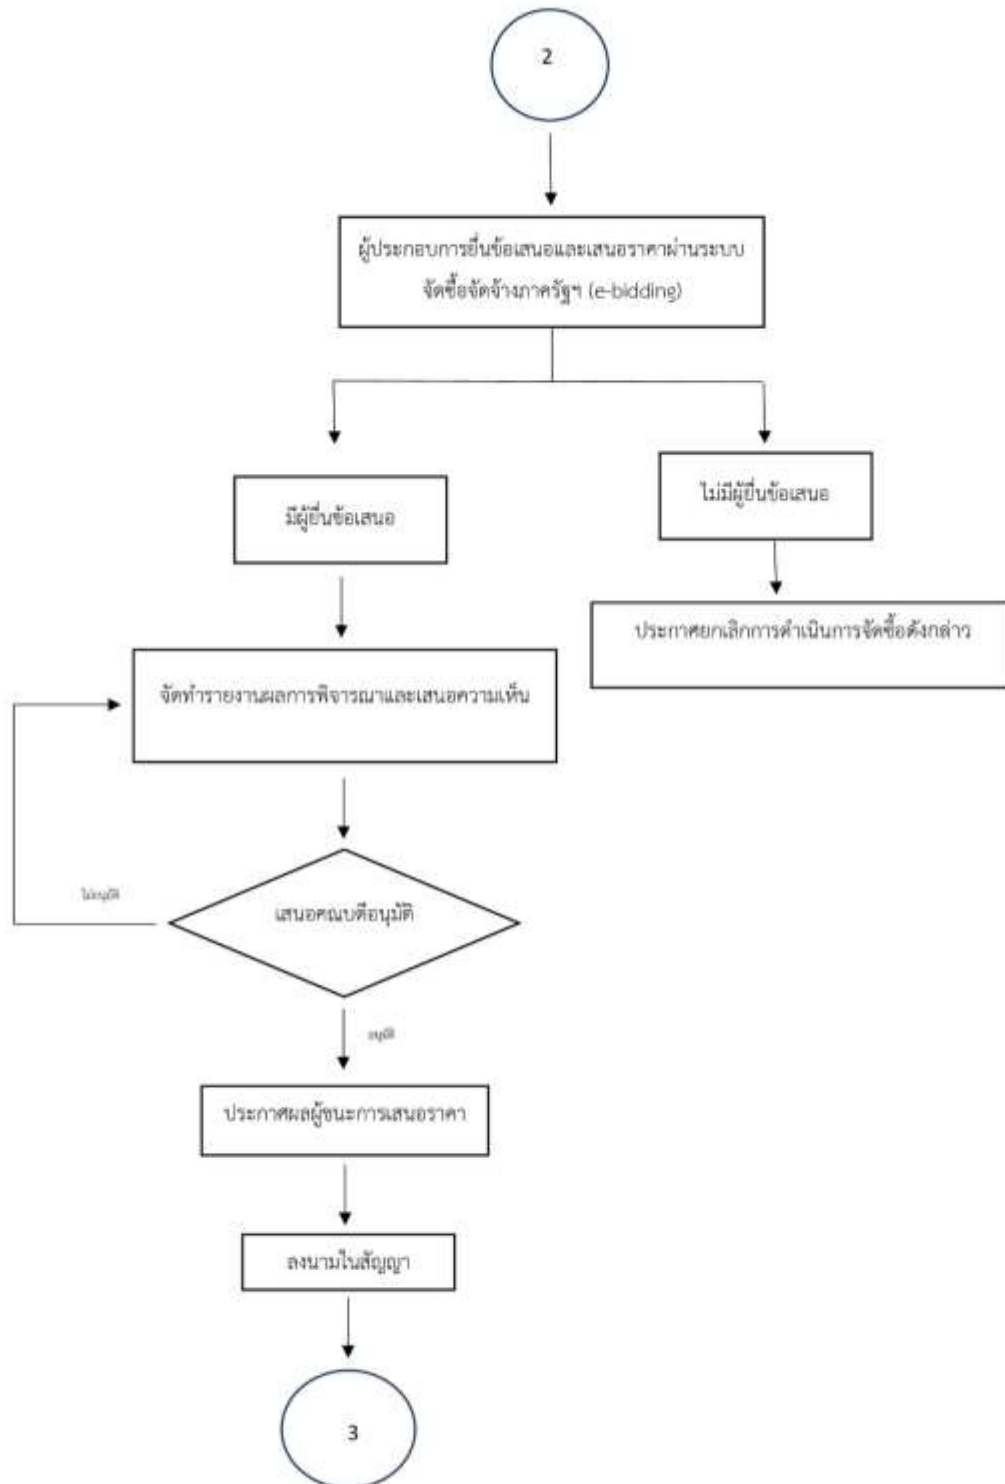 2
ผู้ประกอบการยื่นข้อเสนอและเสนอราคาผ่านระบบ
จัดซื้อจัดจ้างภาครัฐฯ (e-bidding)
มีผู้ยื่นข้อเสนอ
ไม่มีผู้ยื่นข้อเสนอ
ประกาศยกเลิกการดำเนินการจัดซื้อดังกล่าว
จัดทำรายงานผลการพิจารณาและเสนอความเห็น
ไม่อนุมัติ
เสนอคณบดีอนุมัติ
อนุมัติ
ประกาศผลผู้ชนะการเสนอราคา
ลงนามในสัญญา
3